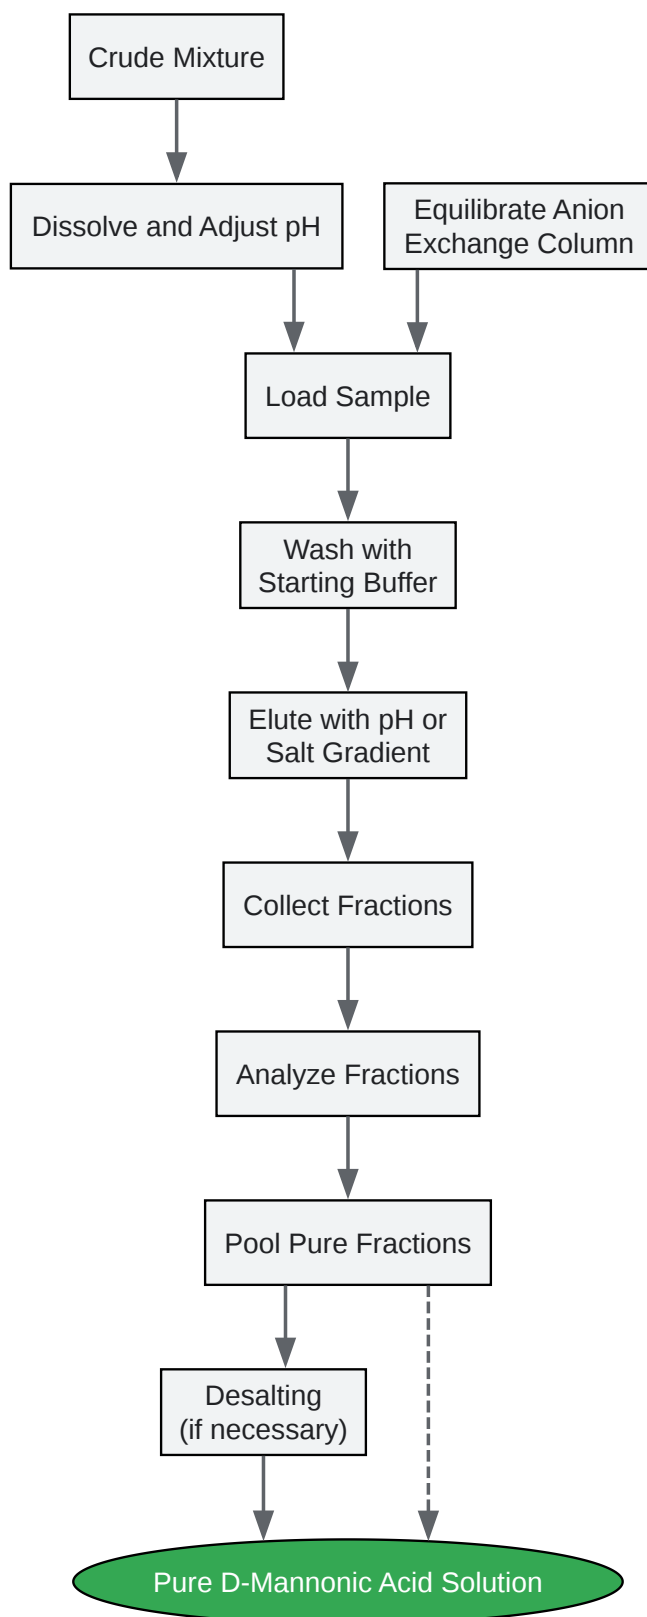 Crude Mixture
Dissolve and Adjust pH
Equilibrate Anion
Exchange Column
Load Sample
Wash with
Starting Buffer
Elute with pH or
Salt Gradient
Collect Fractions
Analyze Fractions
Pool Pure Fractions
Desalting
(if necessary)
Pure D-Mannonic Acid Solution